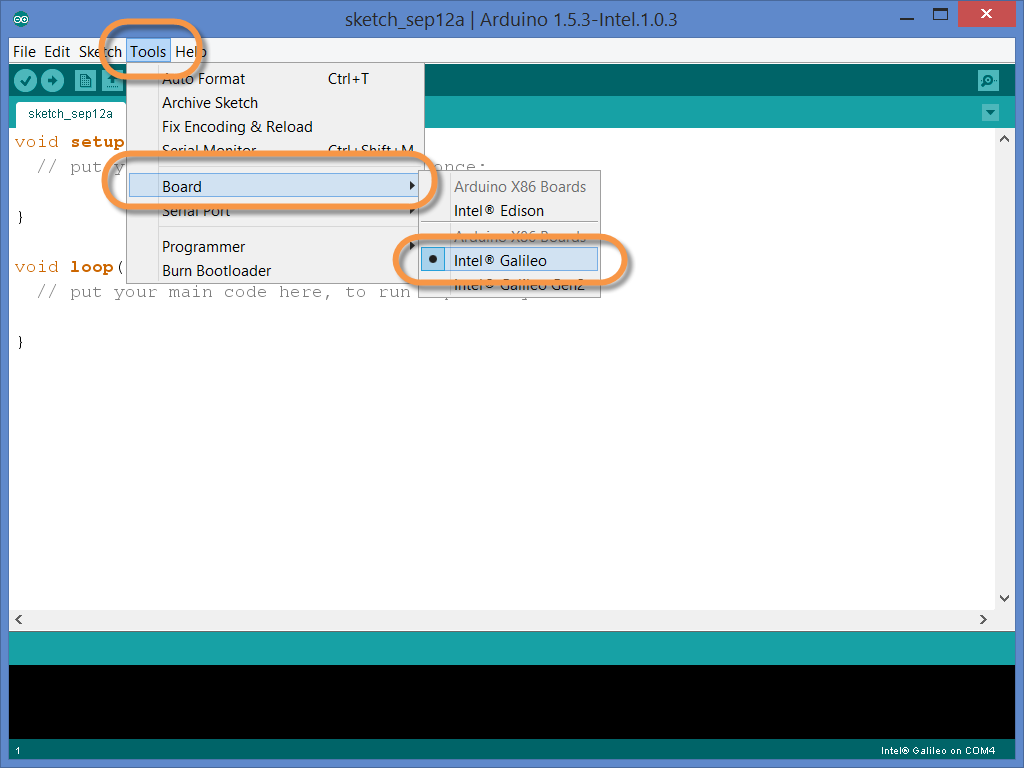 sketch_sep12a | Arduino 1.5.3-Intel.1.0.3
File Edit Sketch Tools Help
Auto Format Ctrl+T
Archive Sketch
Fix Encoding & Reload
Serial Monitor Ctrl+Shift+M
Board
Serial Port
Programmer
Burn Bootloader
Arduino X86 Boards
Intel® Edison
Arduino X86 Boards
Intel® Galileo
Intel® Galileo Gen2
sketch_sep12a
void setup
// put once:
}
void loop(
// put your main code here, to run
}
1
Intel® Galileo on COM4